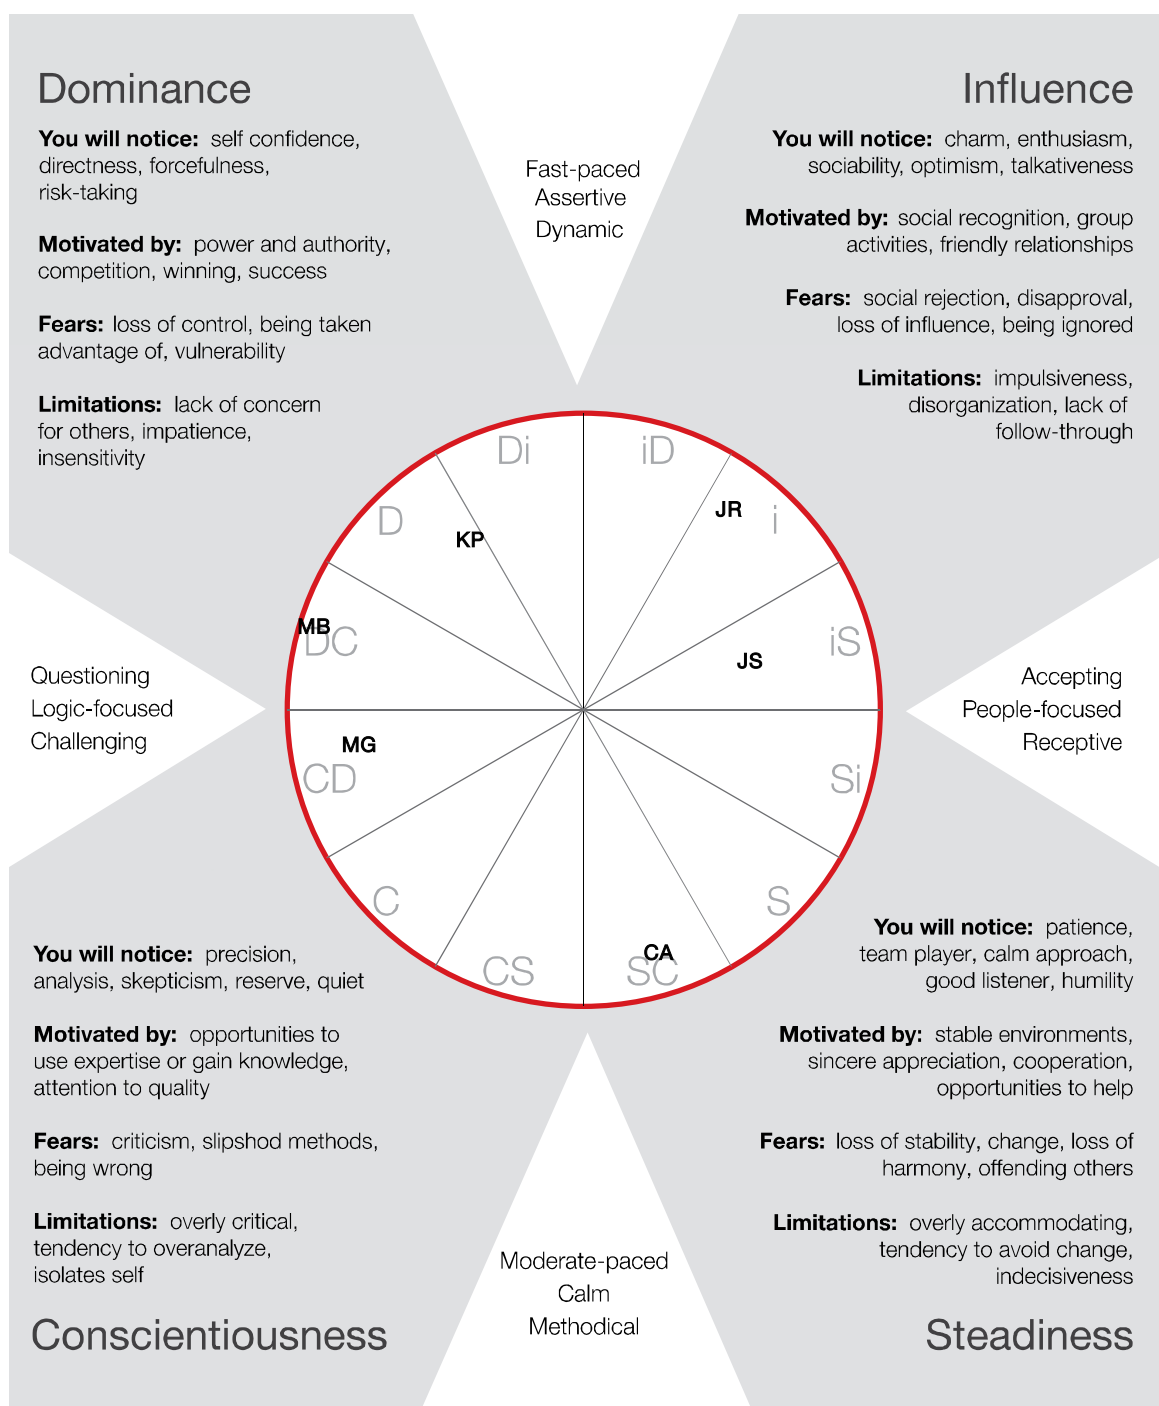 Dominance
You will notice: self confidence,
directness, forcefulness,
risk-taking
Motivated by: power and authority,
competition, winning, success
Fears: loss of control, being taken
advantage of, vulnerability
Limitations: lack of concern
for others, impatience,
insensitivity
Fast-paced
Assertive
Dynamic
Influence
You will notice: charm, enthusiasm,
sociability, optimism, talkativeness
Motivated by: social recognition, group
activities, friendly relationships
Fears: social rejection, disapproval,
loss of influence, being ignored
Limitations: impulsiveness,
disorganization, lack of
follow-through
Di
iD
D
KP
JR
i
MB
DC
JS
iS
MG
CD
Si
C
S
CS
CA
SC
Questioning
Logic-focused
Challenging
Accepting
People-focused
Receptive
You will notice: precision,
analysis, skepticism, reserve, quiet
Motivated by: opportunities to
use expertise or gain knowledge,
attention to quality
Fears: criticism, slipshod methods,
being wrong
Limitations: overly critical,
tendency to overanalyze,
isolates self
Conscientiousness
Moderate-paced
Calm
Methodical
You will notice: patience,
team player, calm approach,
good listener, humility
Motivated by: stable environments,
sincere appreciation, cooperation,
opportunities to help
Fears: loss of stability, change, loss of
harmony, offending others
Limitations: overly accommodating,
tendency to avoid change,
indecisiveness
Steadiness